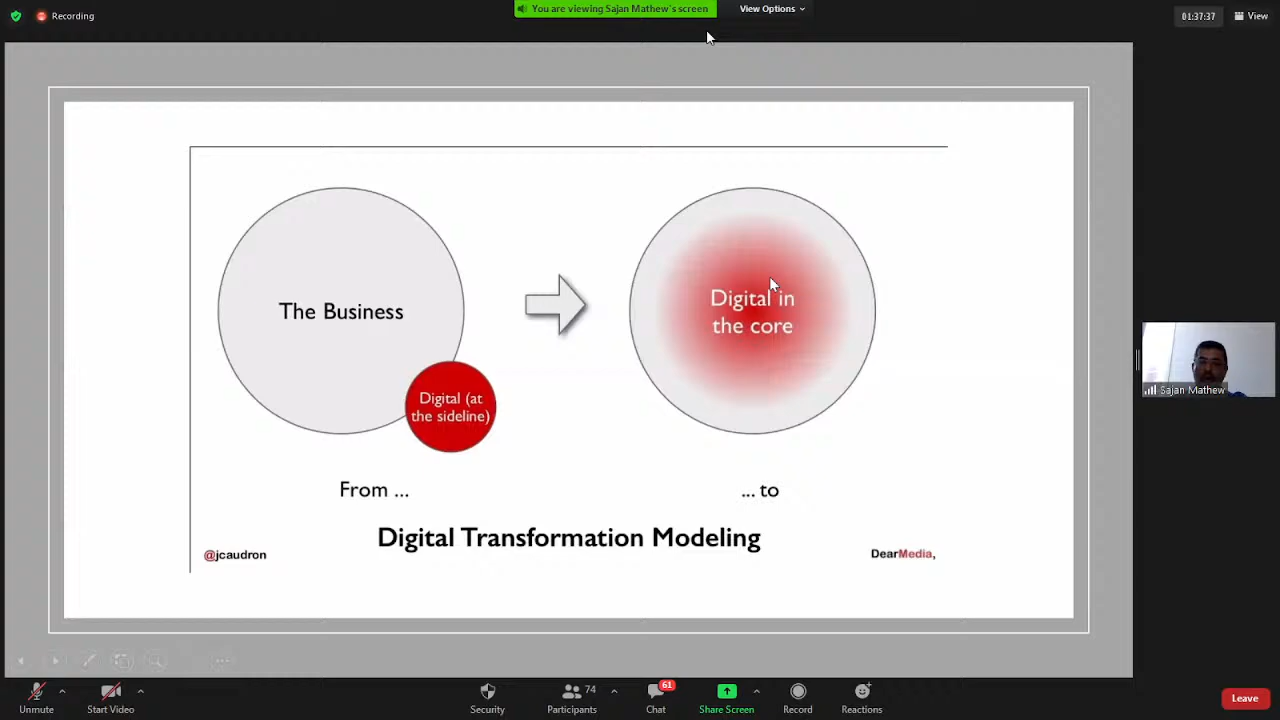 Recording
You are viewing Sajan Mathew's screen
View Options
01:37:37
View
The Business
Digital (at
the sideline)
Digital in
the core
From ...
... to
Digital Transformation Modeling
@jcaudron
DearMedia,
Sajan Mathew
Unmute
Start Video
Security
74
Participants
61
Chat
Share Screen
Record
Reactions
Leave